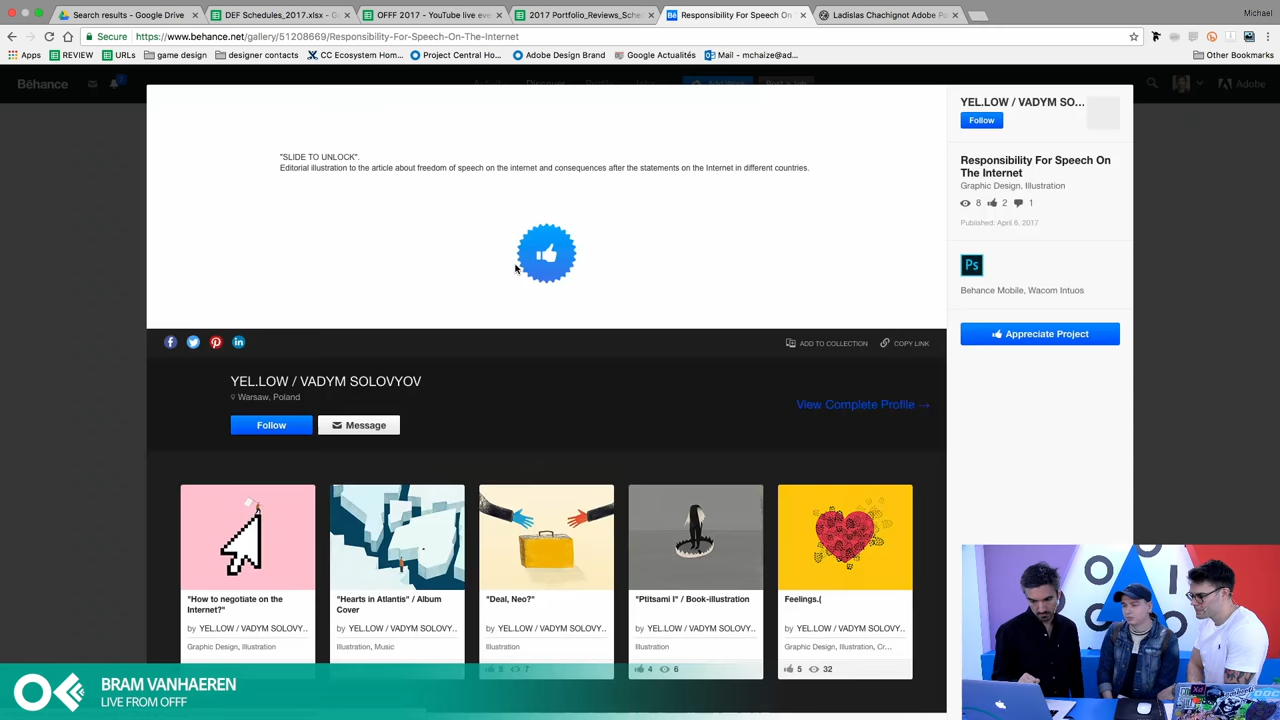 Search results - Google Drive
DEF Schedules_2017.xlsx - G
OFFF 2017 - YouTube live eve
2017 Portfolio_Reviews_Sche
Responsibility For Speech On
Ladislas Chachignot Adobe Po
Michael
Secure https://www.behance.net/gallery/51208669/Responsibility-For-Speech-On-The-Internet
Apps REVIEW URLs game design designer contacts CC Ecosystem Hom... Project Central Ho... Adobe Design Board Google Actualités Mail - mchaize@ad... Other Bookmarks
Bēhance
Discover
Adobe
"SLIDE TO UNLOCK".
Editorial illustration to the article about freedom of speech on the internet and consequences after the statements on the Internet in different countries.
ADD TO COLLECTION COPY LINK
YEL.LOW / VADYM SOLOVYOV
Warsaw, Poland
Follow Message
View Complete Profile →
"How to negotiate on the
Internet?"
by YEL.LOW / VADYM SOLOVY..
Graphic Design, Illustration
"Hearts in Atlantis" / Album
Cover
by YEL.LOW / VADYM SOLOVY..
Illustration, Music
"Deal, Neo?"
by YEL.LOW / VADYM SOLOVY..
Illustration
"Ptitsami I" / Book-illustration
by YEL.LOW / VADYM SOLOVY..
Illustration
4 6
Feelings.(
by YEL.LOW / VADYM SOLOVY..
Graphic Design, Illustration, Cr...
5 32
YEL.LOW / VADYM SO...
Follow
Responsibility For Speech On
The Internet
Graphic Design, Illustration
8 2 1
Published: April 6, 2017
Ps
Behance Mobile, Wacom Intuos
Appreciate Project
BRAM VANHAEREN
LIVE FROM OFFF